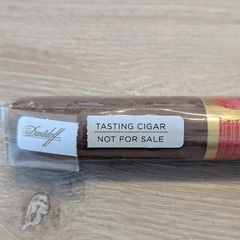 Davidoff
TASTING CIGAR
NOT FOR SALE